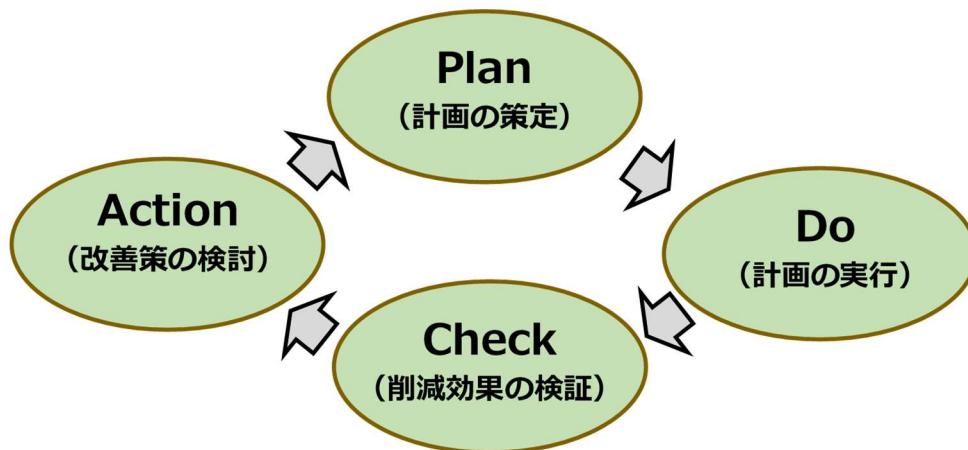 Plan
（計画の策定）
Do
（計画の実行）
Check
（削減効果の検証）
Action
（改善策の検討）